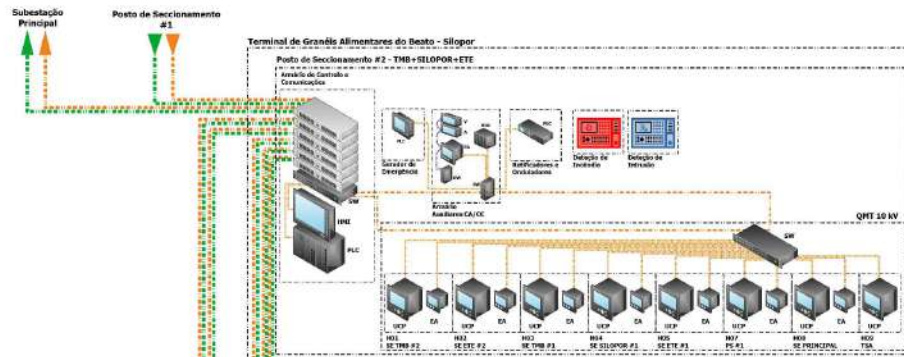 Subestação
Principal
Posto de Seccionamento
#1
Terminal de Granéis Alimentares do Beato - Silopor
Posto de Seccionamento #2 - TMB+SILOPOR+ETE
Armário de Controlo e
Comunicações
PLC
Gerador de
Emergência
V
A
SW
Armário
Auxiliares CA/CC
PLC
Retificadores e
Onduladores
Deteção de
Incêndio
Deteção de
Intrusão
SW
HMI
PLC
QMT 10 kV
SW
UCP EA UCP EA UCP EA UCP EA UCP EA UCP EA UCP EA UCP
H01 H02 H03 H04 H05 H07 H08 H09
SE TMB #2 SE ETE #2 SE TMB #1 SE SILOPOR #1 SE ETE #1 PS #1 SE PRINCIPAL TSA